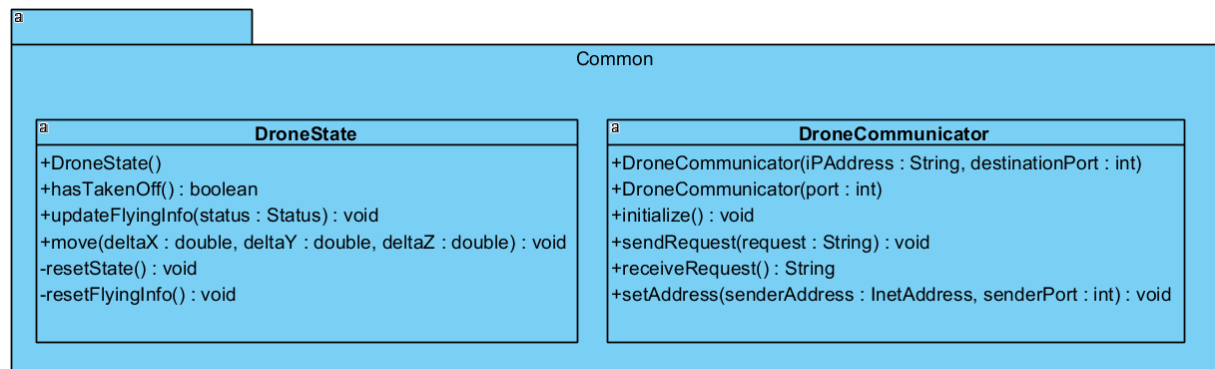 a
Common
a
DroneState
+DroneState()
+hasTakenOff() : boolean
+updateFlyingInfo(status : Status) : void
+move(deltaX : double, deltaY : double, deltaZ : double) : void
-resetState() : void
-resetFlyingInfo() : void
a
DroneCommunicator
+DroneCommunicator(iPAddress : String, destinationPort : int)
+DroneCommunicator(port : int)
+initialize() : void
+sendRequest(request : String) : void
+receiveRequest() : String
+setAddress(senderAddress : InetAddress, senderPort : int) : void